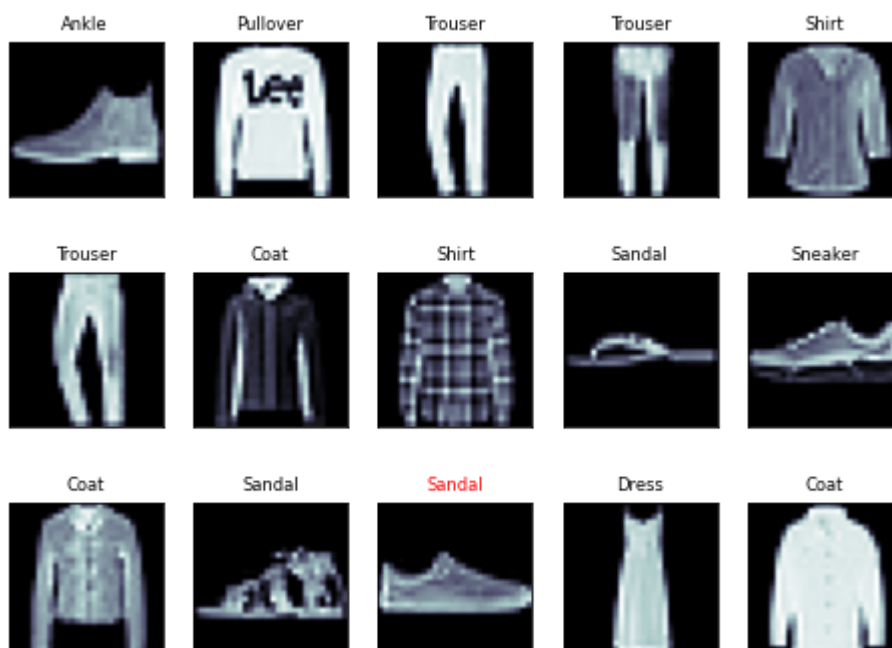 Ankle Pullover Trouser Trouser Shirt
Lee
Trouser Coat Shirt Sandal Sneaker
Coat Sandal Sandal Dress Coat